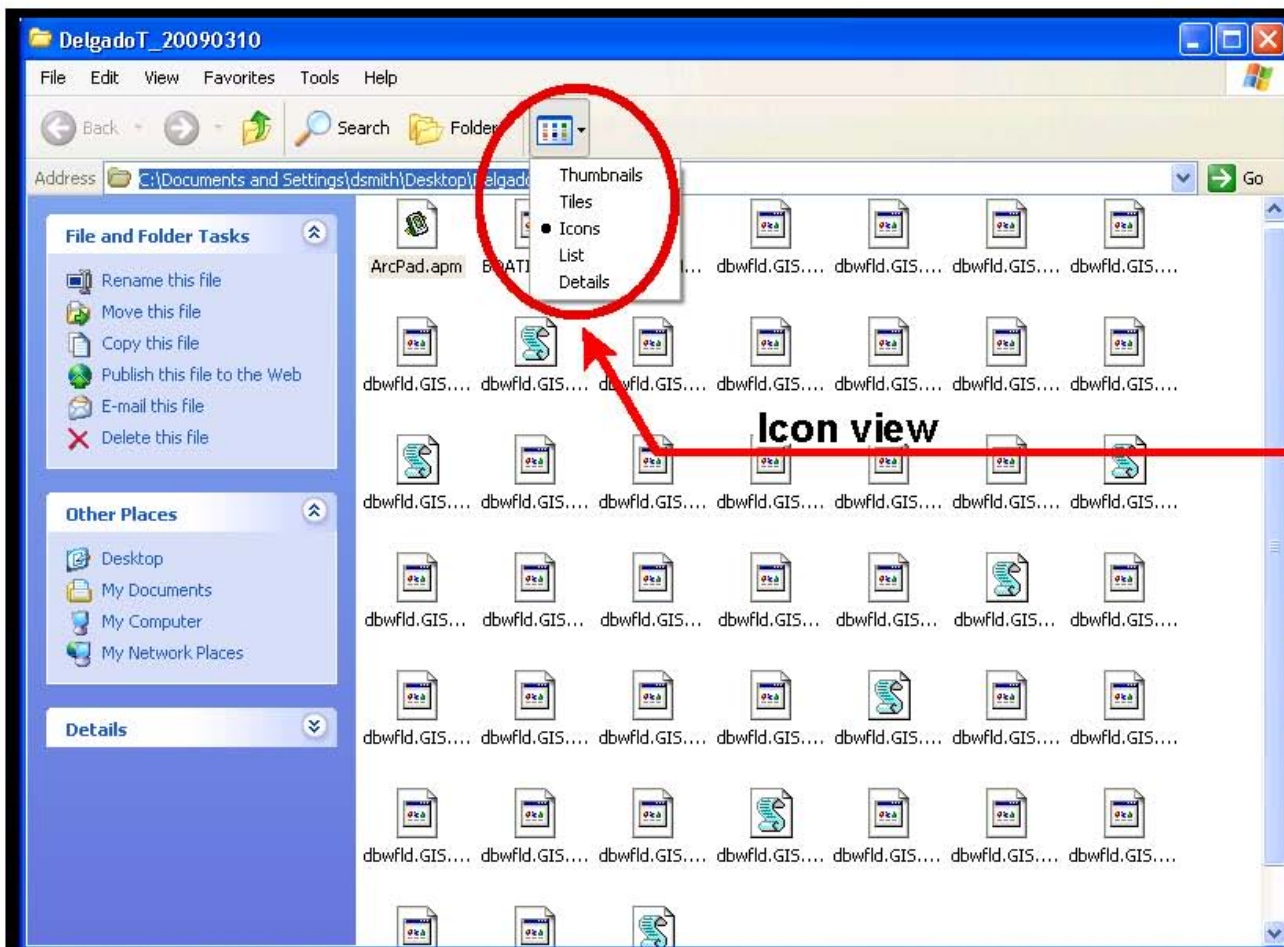 DelgadoT_20090310
File Edit View Favorites Tools Help
Back Search Folder
Address C:\Documents and Settings\dsmith\Desktop\Delgado Go
Thumbnails
Tiles
Icons
List
Details
File and Folder Tasks
Rename this file
Move this file
Copy this file
Publish this file to the Web
E-mail this file
Delete this file
Other Places
Desktop
My Documents
My Computer
My Network Places
Details
ArcPad.apm dbwfld.GIS.... dbwfld.GIS.... dbwfld.GIS.... dbwfld.GIS....
dbwfld.GIS.... dbwfld.GIS.... dbwfld.GIS.... dbwfld.GIS.... dbwfld.GIS.... dbwfld.GIS.... dbwfld.GIS....
Icon view
dbwfld.GIS.... dbwfld.GIS.... dbwfld.GIS.... dbwfld.GIS.... dbwfld.GIS.... dbwfld.GIS.... dbwfld.GIS....
dbwfld.GIS... dbwfld.GIS... dbwfld.GIS... dbwfld.GIS... dbwfld.GIS... dbwfld.GIS... dbwfld.GIS....
dbwfld.GIS.... dbwfld.GIS.... dbwfld.GIS.... dbwfld.GIS.... dbwfld.GIS.... dbwfld.GIS.... dbwfld.GIS....
dbwfld.GIS.... dbwfld.GIS.... dbwfld.GIS.... dbwfld.GIS.... dbwfld.GIS.... dbwfld.GIS.... dbwfld.GIS....